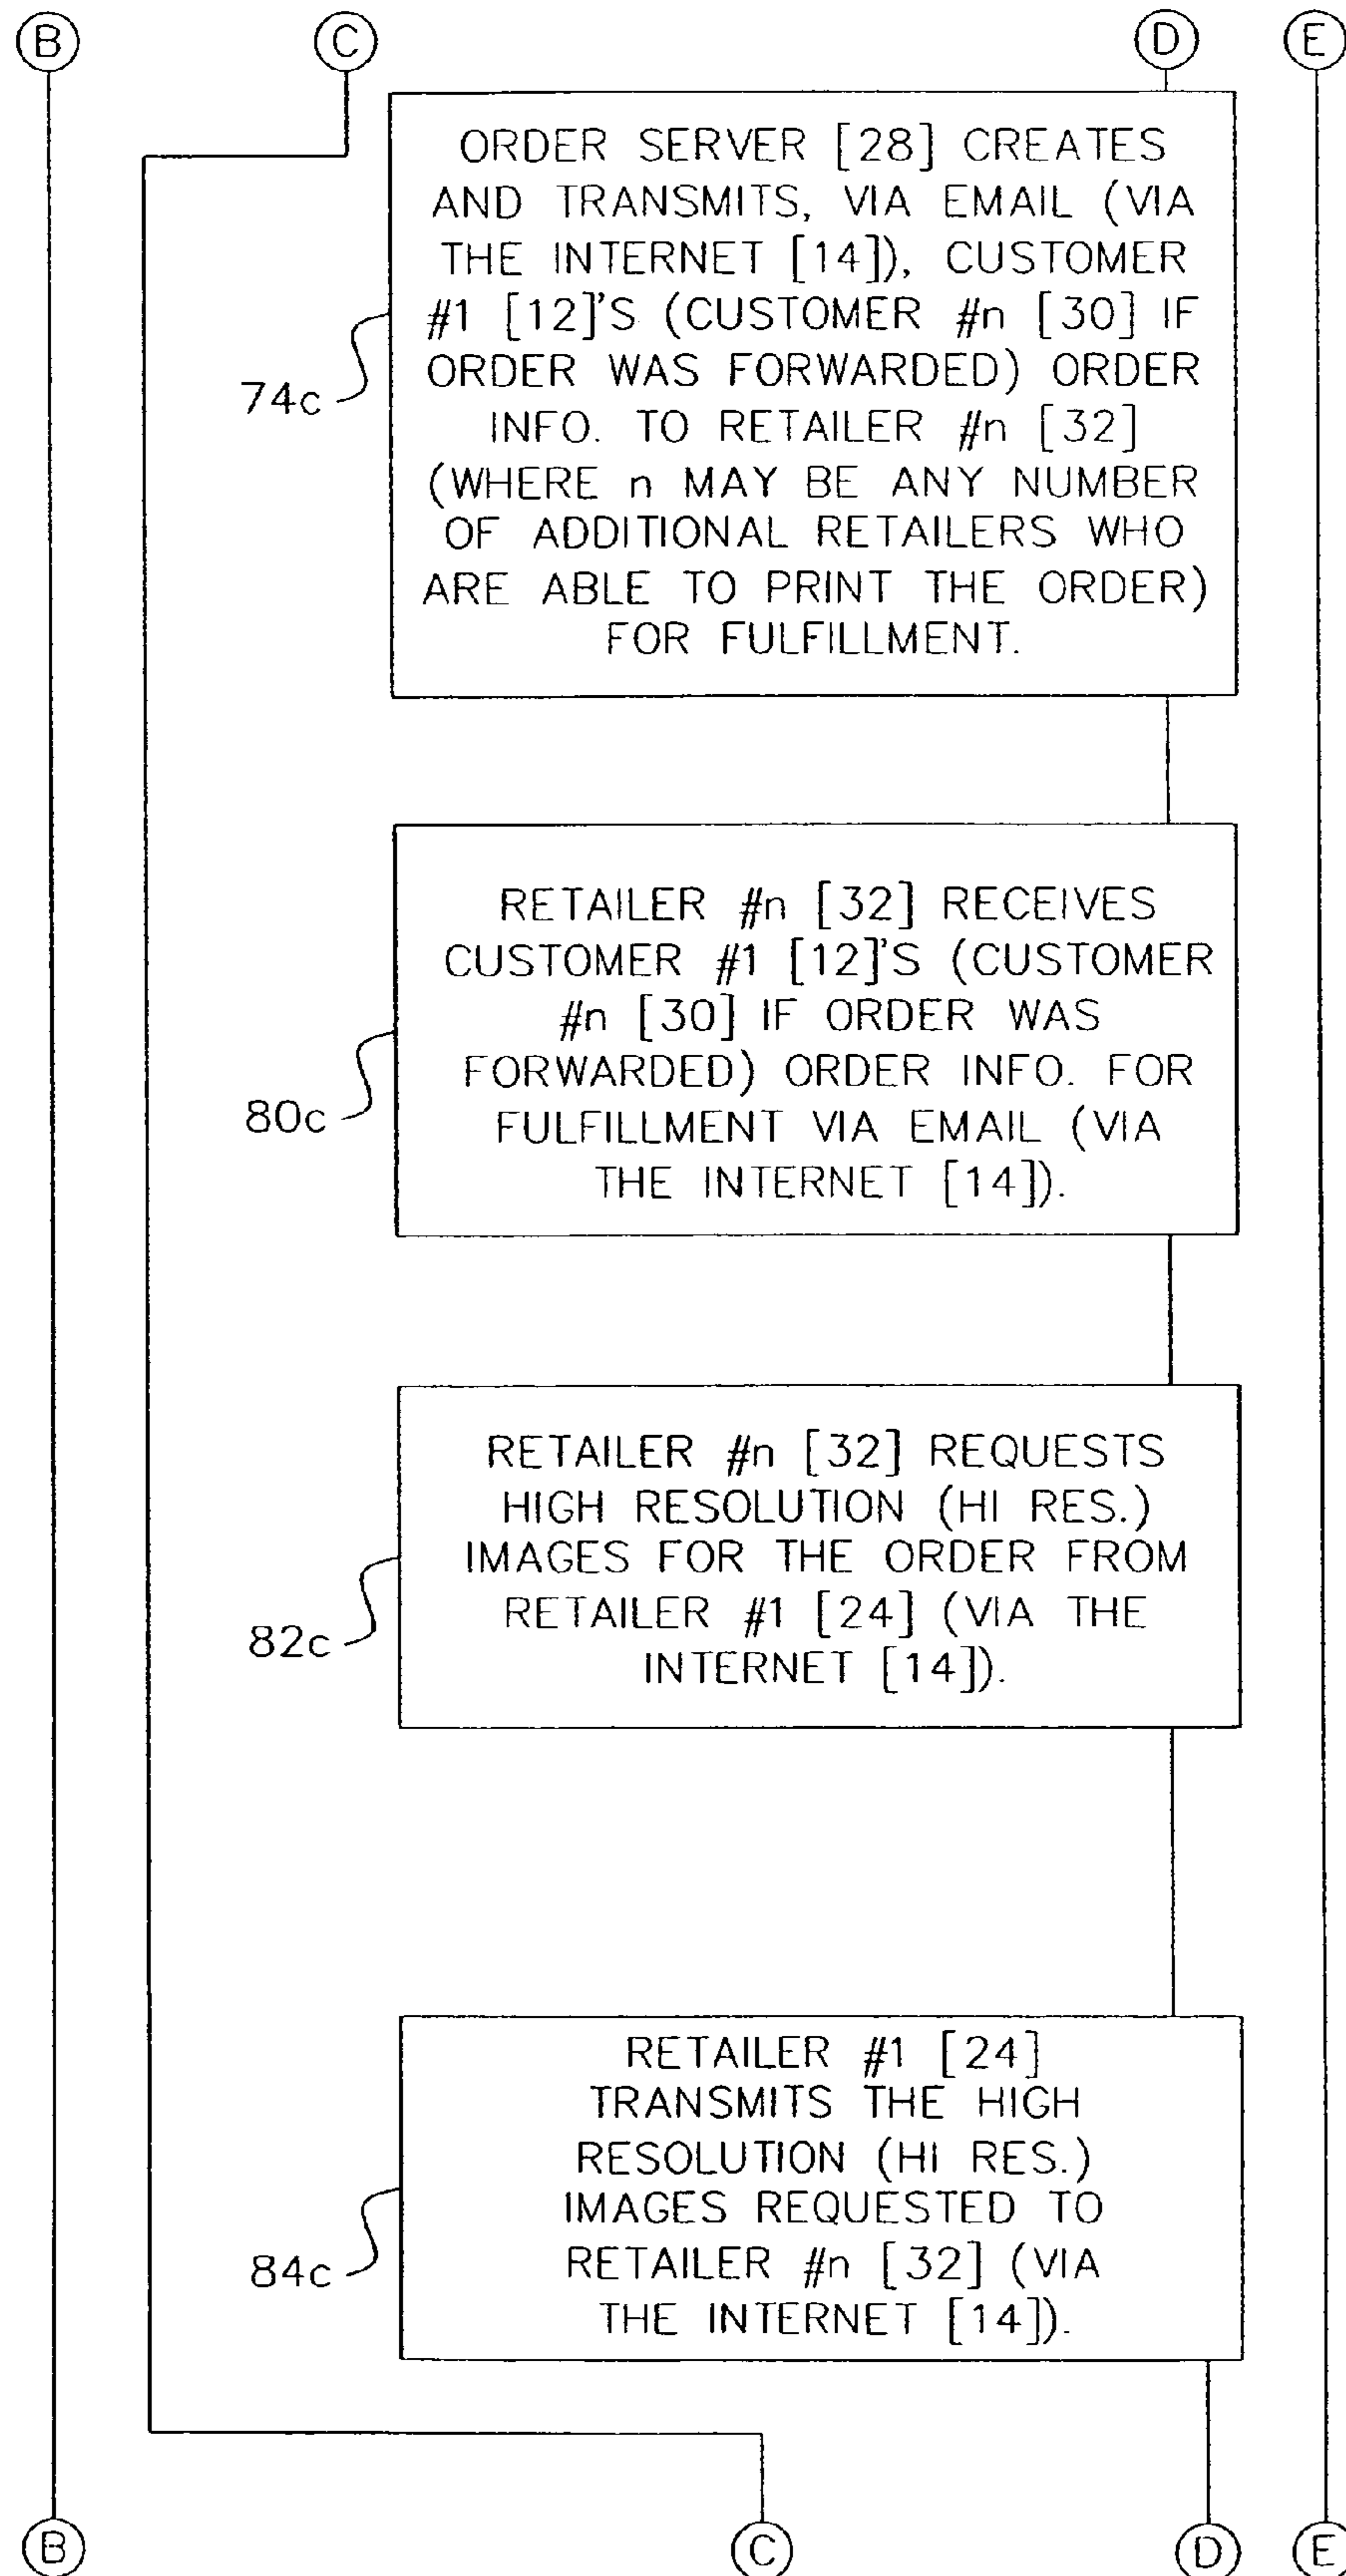 B C D E
ORDER SERVER [28] CREATES
AND TRANSMITS, VIA EMAIL (VIA
THE INTERNET [14]), CUSTOMER
#1 [12]'S (CUSTOMER #n [30] IF
ORDER WAS FORWARDED) ORDER
INFO. TO RETAILER #n [32]
(WHERE n MAY BE ANY NUMBER
OF ADDITIONAL RETAILERS WHO
ARE ABLE TO PRINT THE ORDER)
FOR FULFILLMENT.
74c
RETAILER #n [32] RECEIVES
CUSTOMER #1 [12]'S (CUSTOMER
#n [30] IF ORDER WAS
FORWARDED) ORDER INFO. FOR
FULFILLMENT VIA EMAIL (VIA
THE INTERNET [14]).
80c
RETAILER #n [32] REQUESTS
HIGH RESOLUTION (HI RES.)
IMAGES FOR THE ORDER FROM
RETAILER #1 [24] (VIA THE
INTERNET [14]).
82c
RETAILER #1 [24]
TRANSMITS THE HIGH
RESOLUTION (HI RES.)
IMAGES REQUESTED TO
RETAILER #n [32] (VIA
THE INTERNET [14]).
84c
B C D E